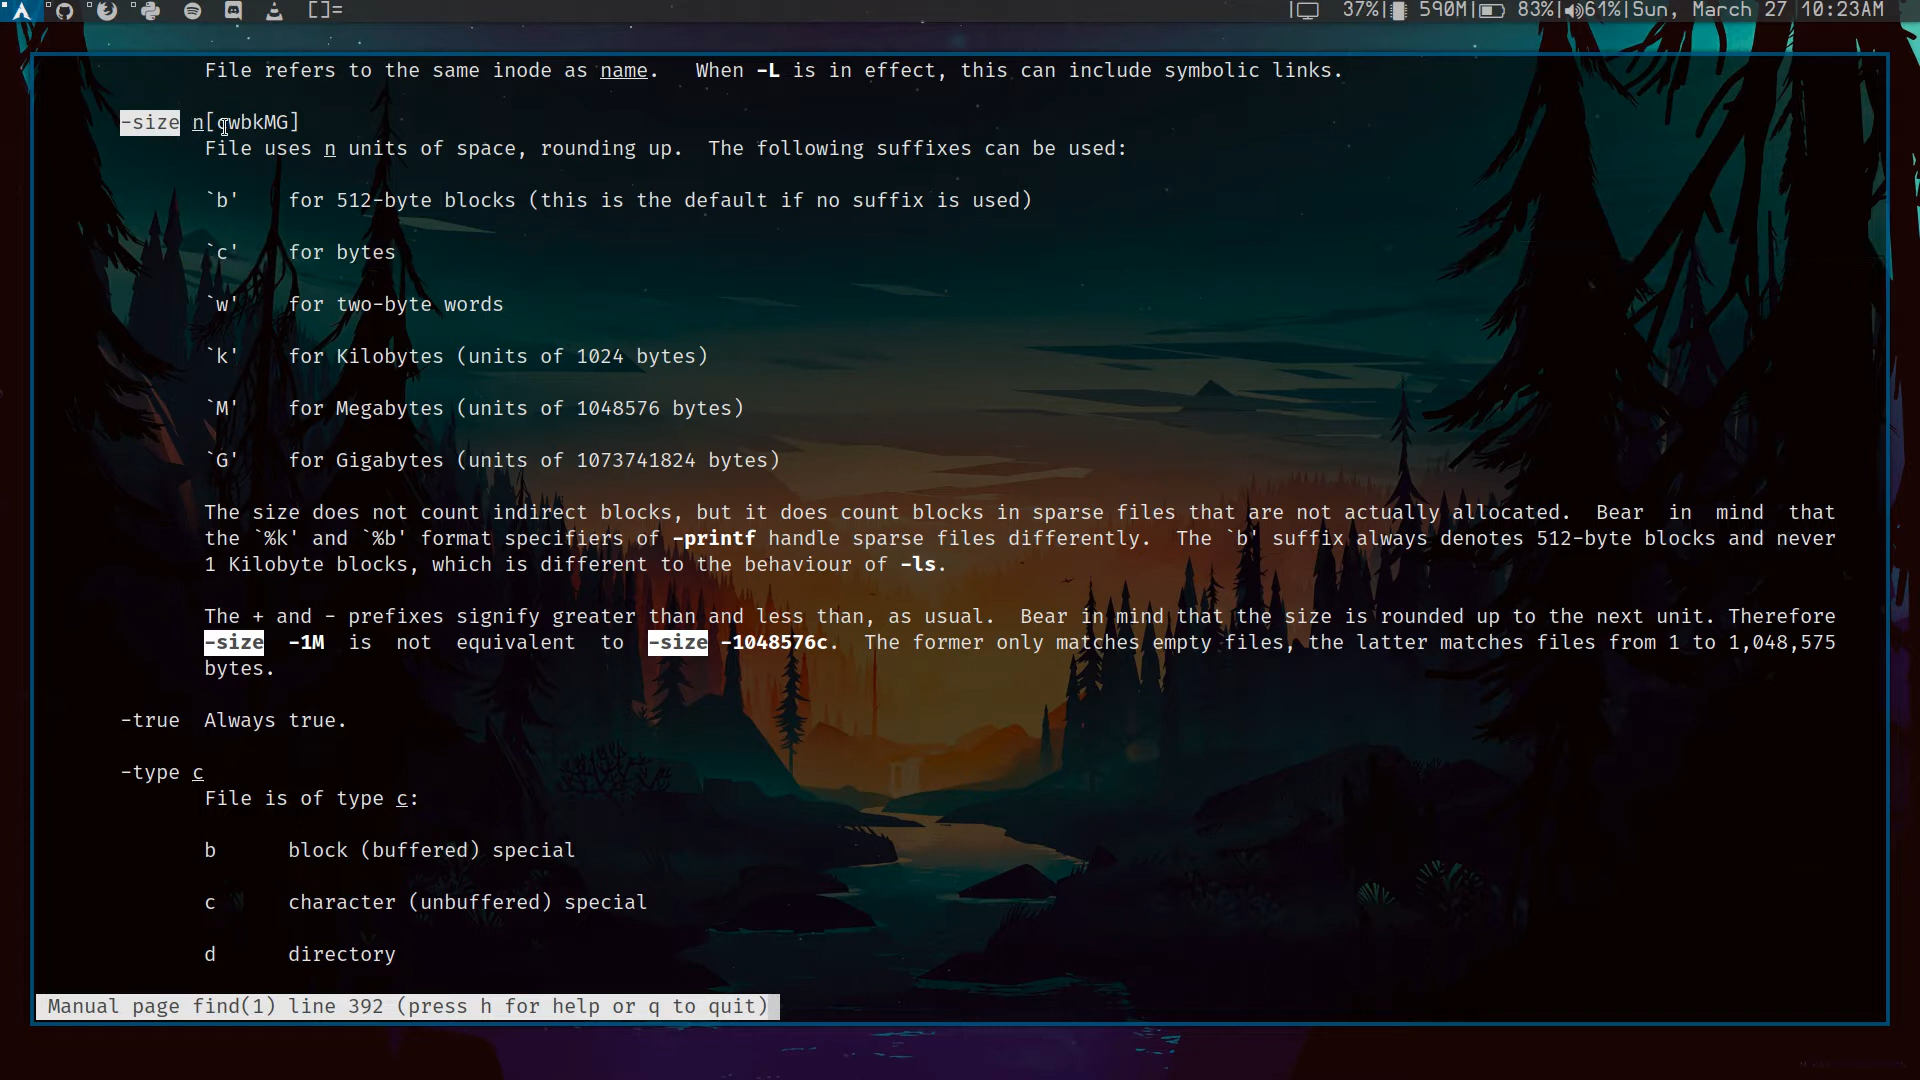 []= | 37%| 590M| 83%| 61%|Sun, March 27 |10:23AM
File refers to the same inode as name. When -L is in effect, this can include symbolic links.
-size n[cwbkMG]
File uses n units of space, rounding up. The following suffixes can be used:
`b' for 512-byte blocks (this is the default if no suffix is used)
`c' for bytes
`w' for two-byte words
`k' for Kilobytes (units of 1024 bytes)
`M' for Megabytes (units of 1048576 bytes)
`G' for Gigabytes (units of 1073741824 bytes)
The size does not count indirect blocks, but it does count blocks in sparse files that are not actually allocated. Bear in mind that
the `%k' and `%b' format specifiers of -printf handle sparse files differently. The `b' suffix always denotes 512-byte blocks and never
1 Kilobyte blocks, which is different to the behaviour of -ls.
The + and - prefixes signify greater than and less than, as usual. Bear in mind that the size is rounded up to the next unit. Therefore
-size -1M is not equivalent to -size -1048576c. The former only matches empty files, the latter matches files from 1 to 1,048,575
bytes.
-true Always true.
-type c
File is of type c:
b block (buffered) special
c character (unbuffered) special
d directory
Manual page find(1) line 392 (press h for help or q to quit)